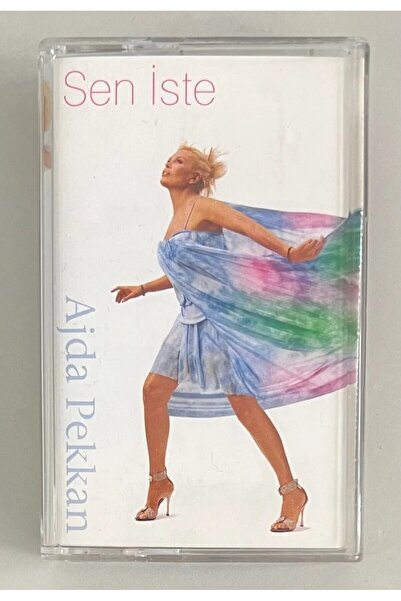 Sen İste
Ajda Pekkan